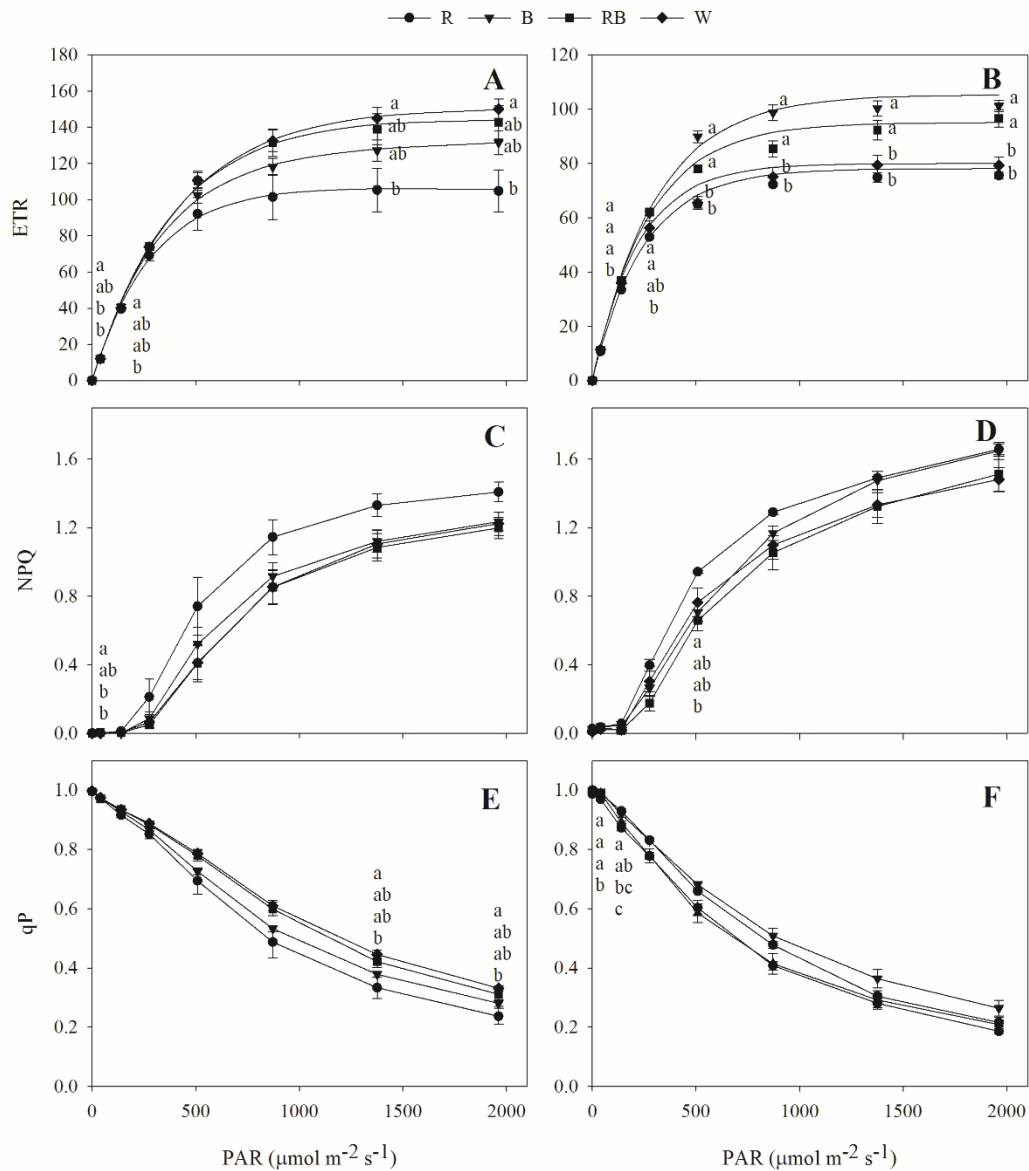 R B RB W
A
180
160
140
120
100
80
60
40
20
0
ETR
a
ab
b
b
a
ab
ab
b
a
ab
ab
b
a
ab
ab
b
B
120
100
80
60
40
20
0
a
a
a
b
a
a
ab
b
a
a
b
b
a
a
b
b
a
a
b
b
a
a
b
b
C
1.6
1.2
0.8
0.4
0.0
NPQ
a
ab
b
b
D
1.6
1.2
0.8
0.4
0.0
a
ab
ab
b
E
1.0
0.8
0.6
0.4
0.2
0.0
qP
a
ab
ab
b
a
ab
ab
b
0 500 1000 1500 2000
PAR (μmol m-2 s-1)
F
1.0
0.8
0.6
0.4
0.2
0.0
a
a
a
b
a
ab
bc
c
0 500 1000 1500 2000
PAR (μmol m-2 s-1)